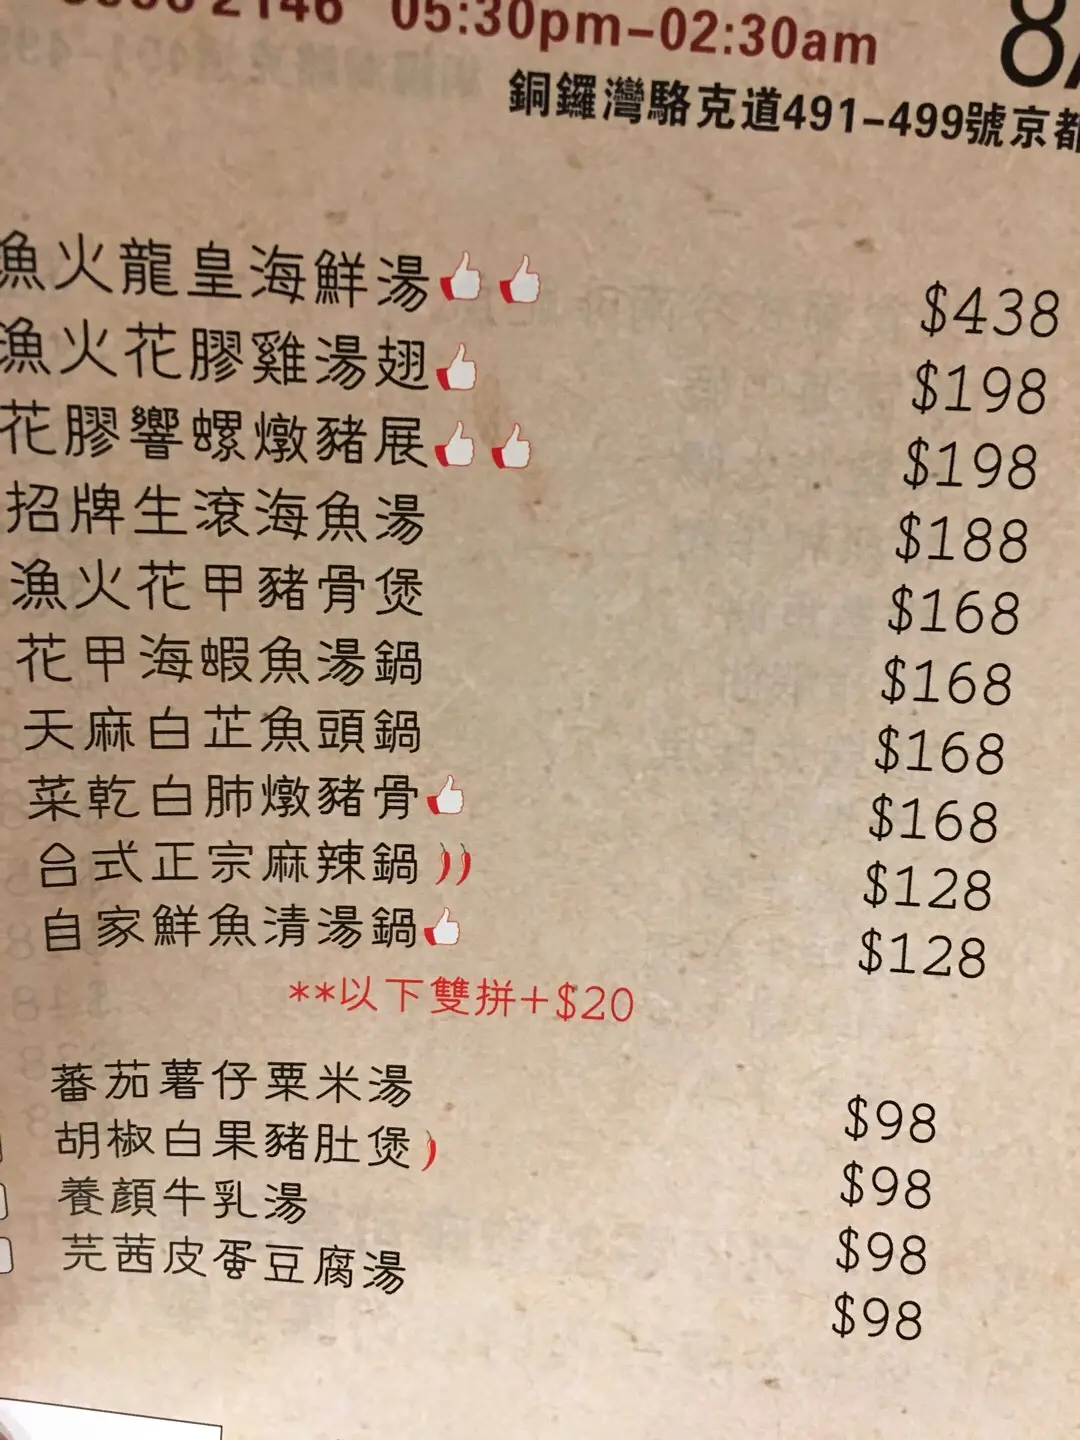 2146 05:30pm-02:30am
銅鑼灣駱克道491-499號京都
漁火龍皇海鮮湯 $438
漁火花膠雞湯翅 $198
花膠響螺燉豬展 $198
招牌生滾海魚湯 $188
漁火花甲豬骨煲 $168
花甲海蝦魚湯鍋 $168
天麻白芷魚頭鍋 $168
菜乾白肺燉豬骨 $168
台式正宗麻辣鍋 $128
自家鮮魚清湯鍋 $128
**以下雙拼+$20
蕃茄薯仔粟米湯 $98
胡椒白果豬肚煲 $98
養顏牛乳湯 $98
芫茜皮蛋豆腐湯 $98